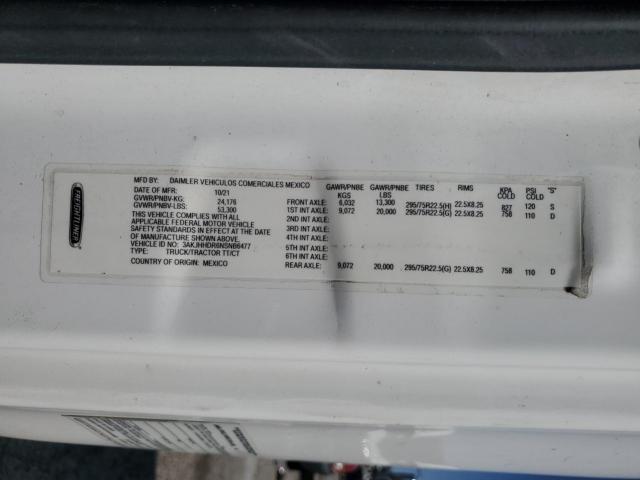 FREIGHTLINER
MFD BY: DAIMLER VEHICULOS COMERCIALES MEXICO
DATE OF MFR: 10/21
GVWR/PNBV-KG: 24,176
GVWR/PNBV-LBS: 53,300
THIS VEHICLE COMPLIES WITH ALL
APPLICABLE FEDERAL MOTOR VEHICLE
SAFETY STANDARDS IN EFFECT AT THE DATE
OF MANUFACTURE SHOWN ABOVE.
VEHICLE ID NO: 3AKJHHDR6NSNB6477
TYPE: TRUCK/TRACTOR TT/CT
COUNTRY OF ORIGIN: MEXICO
GAWR/PNBE KGS GAWR/PNBE LBS TIRES RIMS KPA COLD PSI COLD "S"
FRONT AXLE: 6,032 13,300 295/75R22.5(H) 22.5X8.25 827 120 S
1ST INT AXLE: 9,072 20,000 295/75R22.5(G) 22.5X8.25 758 110 D
2ND INT AXLE:
3RD INT AXLE:
4TH INT AXLE:
5TH INT AXLE:
6TH INT AXLE:
REAR AXLE: 9,072 20,000 295/75R22.5(G) 22.5X8.25 758 110 D